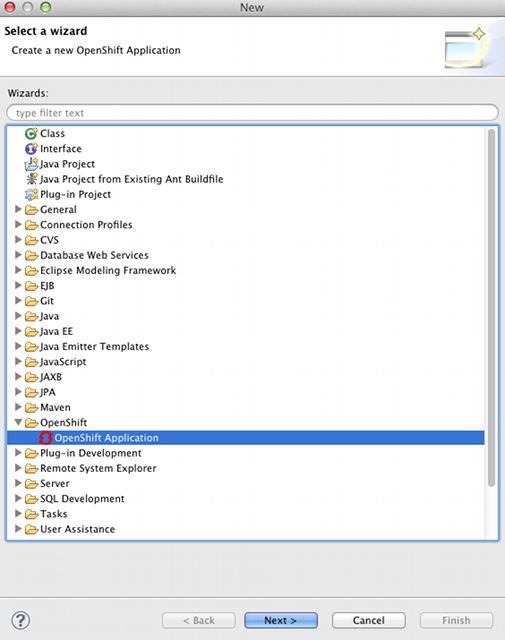 New
Select a wizard
Create a new OpenShift Application
Wizards:
type filter text
Class
Interface
Java Project
Java Project from Existing Ant Buildfile
Plug-in Project
General
Connection Profiles
CVS
Database Web Services
Eclipse Modeling Framework
EJB
Git
Java
Java EE
Java Emitter Templates
JavaScript
JAXB
JPA
Maven
OpenShift
OpenShift Application
Plug-in Development
Remote System Explorer
Server
SQL Development
Tasks
User Assistance
? < Back Next > Cancel Finish